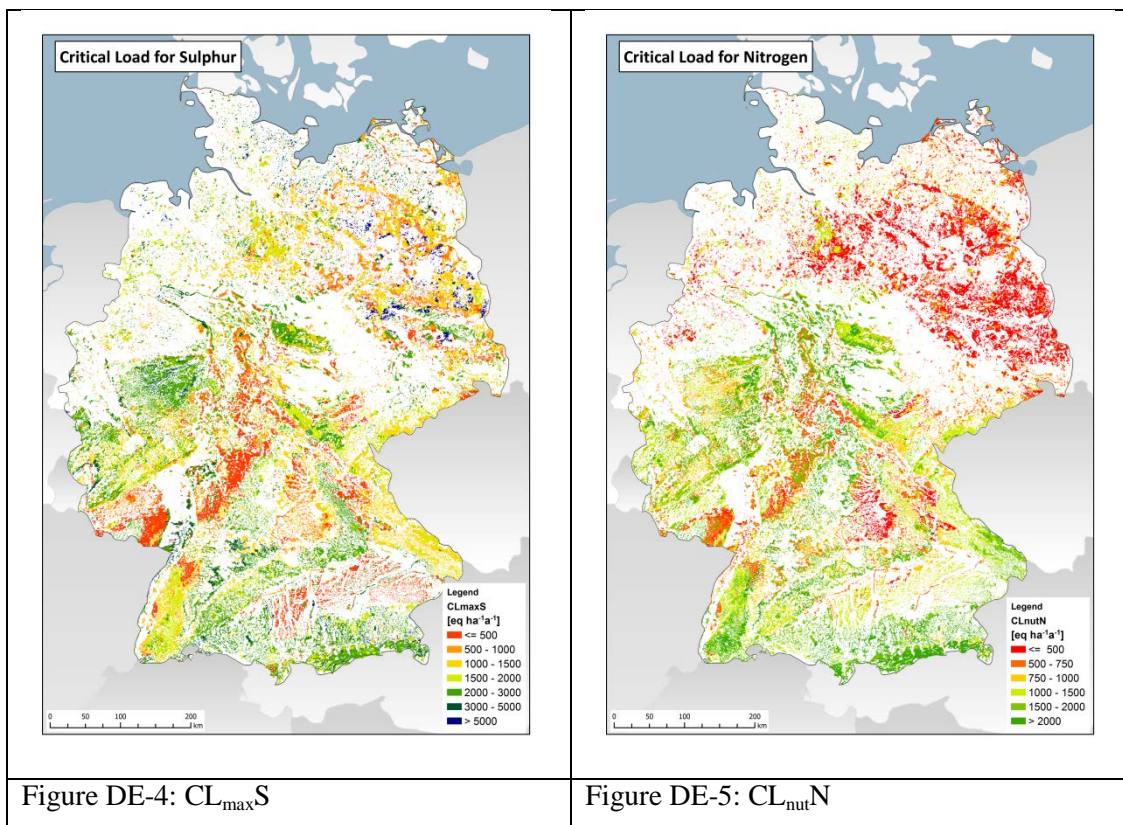 Critical Load for Sulphur
Legend
CLmaxS
[eq ha⁻¹a⁻¹]
<= 500
500 - 1000
1000 - 1500
1500 - 2000
2000 - 3000
3000 - 5000
> 5000
0 50 100 200
km
Figure DE-4: CLmaxS
Critical Load for Nitrogen
Legend
CLnutN
[eq ha⁻¹a⁻¹]
<= 500
500 - 750
750 - 1000
1000 - 1500
1500 - 2000
> 2000
0 50 100 200
km
Figure DE-5: CLnutN